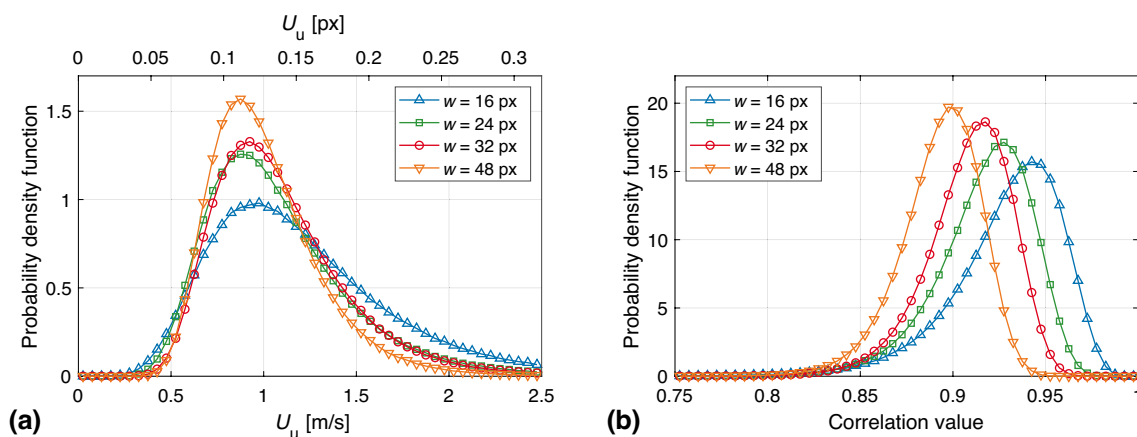 U_u [px]
0 0.05 0.1 0.15 0.2 0.25 0.3
Probability density function
1.5
1
0.5
0
w = 16 px
w = 24 px
w = 32 px
w = 48 px
0 0.5 1 1.5 2 2.5
U_u [m/s]
(a)
Probability density function
20
15
10
5
0
w = 16 px
w = 24 px
w = 32 px
w = 48 px
0.75 0.8 0.85 0.9 0.95 1
Correlation value
(b)